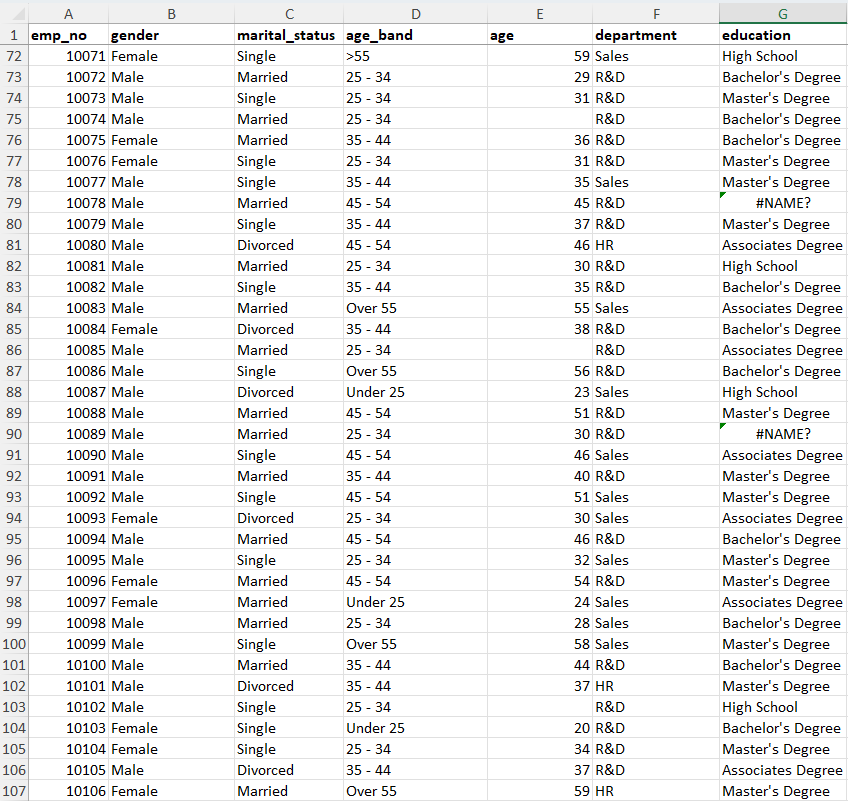 A B C D E F G
1 emp_no gender marital_status age_band age department education
72 10071 Female Single >55 59 Sales High School
73 10072 Male Married 25 - 34 29 R&D Bachelor's Degree
74 10073 Male Single 25 - 34 31 R&D Master's Degree
75 10074 Male Married 25 - 34 R&D Bachelor's Degree
76 10075 Female Married 35 - 44 36 R&D Bachelor's Degree
77 10076 Female Single 25 - 34 31 R&D Master's Degree
78 10077 Male Single 35 - 44 35 Sales Master's Degree
79 10078 Male Married 45 - 54 45 R&D #NAME?
80 10079 Male Single 35 - 44 37 R&D Master's Degree
81 10080 Male Divorced 45 - 54 46 HR Associates Degree
82 10081 Male Married 25 - 34 30 R&D High School
83 10082 Male Single 35 - 44 35 R&D Bachelor's Degree
84 10083 Male Married Over 55 55 Sales Associates Degree
85 10084 Female Divorced 35 - 44 38 R&D Bachelor's Degree
86 10085 Male Married 25 - 34 R&D Associates Degree
87 10086 Male Single Over 55 56 R&D Bachelor's Degree
88 10087 Male Divorced Under 25 23 Sales High School
89 10088 Male Married 45 - 54 51 R&D Master's Degree
90 10089 Male Married 25 - 34 30 R&D #NAME?
91 10090 Male Single 45 - 54 46 Sales Associates Degree
92 10091 Male Married 35 - 44 40 R&D Master's Degree
93 10092 Male Single 45 - 54 51 Sales Master's Degree
94 10093 Female Divorced 25 - 34 30 Sales Associates Degree
95 10094 Male Married 45 - 54 46 R&D Bachelor's Degree
96 10095 Male Single 25 - 34 32 Sales Master's Degree
97 10096 Female Married 45 - 54 54 R&D Master's Degree
98 10097 Female Married Under 25 24 Sales Associates Degree
99 10098 Male Married 25 - 34 28 Sales Bachelor's Degree
100 10099 Male Single Over 55 58 Sales Master's Degree
101 10100 Male Married 35 - 44 44 R&D Bachelor's Degree
102 10101 Male Divorced 35 - 44 37 HR Master's Degree
103 10102 Male Single 25 - 34 R&D High School
104 10103 Female Single Under 25 20 R&D Bachelor's Degree
105 10104 Female Single 25 - 34 34 R&D Master's Degree
106 10105 Male Divorced 35 - 44 37 R&D Associates Degree
107 10106 Female Married Over 55 59 HR Master's Degree